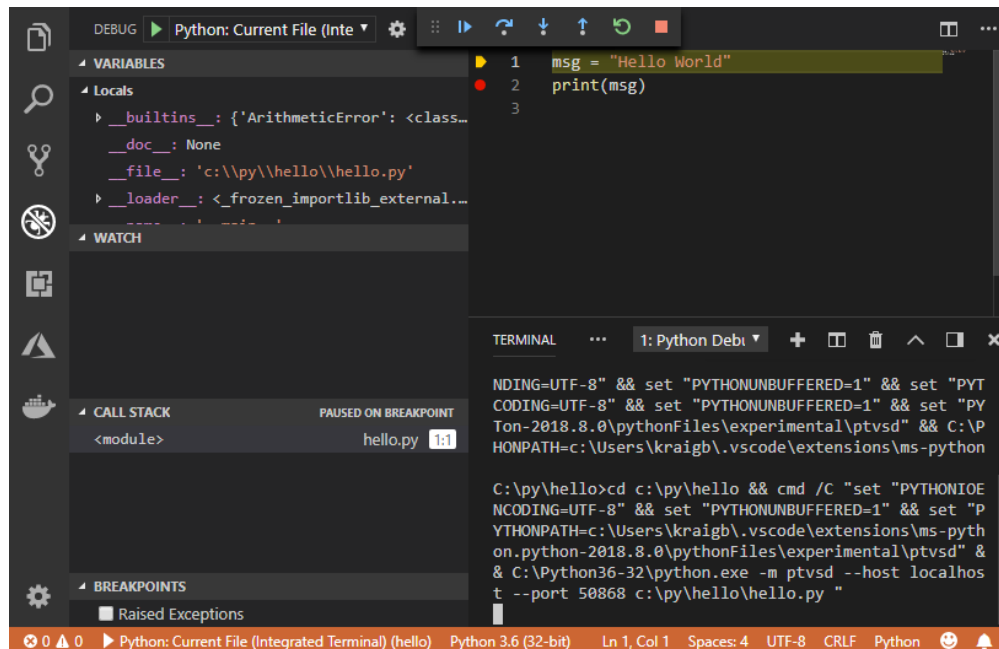 DEBUG Python: Current File (Inte
VARIABLES
Locals
__builtins__: {'ArithmeticError': <class…
__doc__: None
__file__: 'c:\\py\\hello\\hello.py'
__loader__: <_frozen_importlib_external.…
WATCH
CALL STACK PAUSED ON BREAKPOINT
<module> hello.py 1:1
BREAKPOINTS
Raised Exceptions
1 msg = "Hello World"
2 print(msg)
3
TERMINAL ··· 1: Python Debu
NDING=UTF-8" && set "PYTHONUNBUFFERED=1" && set "PYT
CODING=UTF-8" && set "PYTHONUNBUFFERED=1" && set "PY
Ton-2018.8.0\pythonFiles\experimental\ptvsd" && C:\P
HONPATH=c:\Users\kraigb\.vscode\extensions\ms-python
C:\py\hello>cd c:\py\hello && cmd /C "set "PYTHONIOE
NCODING=UTF-8" && set "PYTHONUNBUFFERED=1" && set "P
YTHONPATH=c:\Users\kraigb\.vscode\extensions\ms-pyth
on.python-2018.8.0\pythonFiles\experimental\ptvsd" &
& C:\Python36-32\python.exe -m ptvsd --host localhos
t --port 50868 c:\py\hello\hello.py "
0 0 Python: Current File (Integrated Terminal) (hello) Python 3.6 (32-bit) Ln 1, Col 1 Spaces: 4 UTF-8 CRLF Python